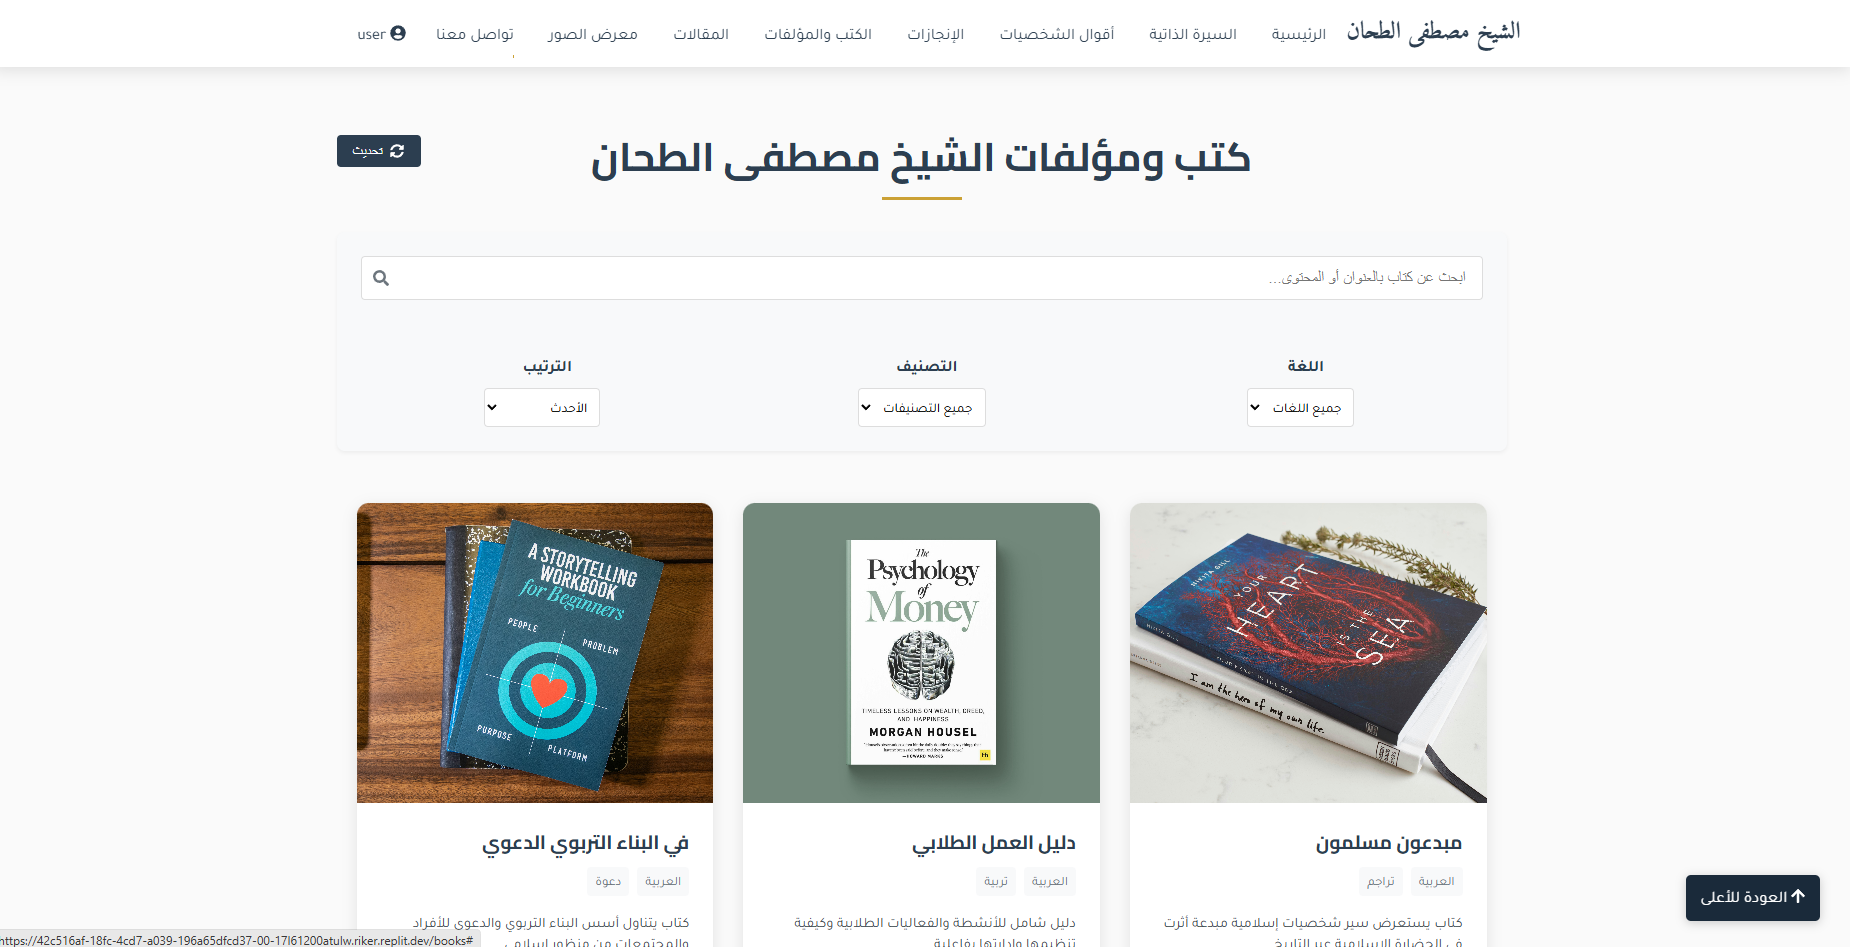 الشيخ مصطفى الطحان
الرئيسية
السيرة الذاتية
أقوال الشخصيات
الإنجازات
الكتب والمؤلفات
المقالات
معرض الصور
تواصل معنا
user
كتب ومؤلفات الشيخ مصطفى الطحان
تحديث
ابحث عن كتاب بالعنوان أو المحتوى...
اللغة
التصنيف
الترتيب
جميع اللغات
جميع التصنيفات
الأحدث
NIKITA GILL
YOUR
HEART
IS THE
SEA
I am the hero of my own life.
The
Psychology
of
Money
TIMELESS LESSONS ON WEALTH, GREED,
AND HAPPINESS
MORGAN HOUSEL
—HOWARD MARKS
A STORYTELLING
WORKBOOK
for Beginners
PEOPLE
PROBLEM
PURPOSE
PLATFORM
مبدعون مسلمون
العربية
تراجم
كتاب يستعرض سير شخصيات إسلامية مبدعة أثرت
في الحضارة الإسلامية عبر التاريخ
دليل العمل الطلابي
العربية
تربية
دليل شامل للأنشطة والفعاليات الطلابية وكيفية
تنظيمها وإدارتها بفاعلية
في البناء التربوي الدعوي
العربية
دعوة
كتاب يتناول أسس البناء التربوي والدعوي للأفراد
والمجتمعات من منظور إسلامي
العودة للأعلى
https://42c516af-18fc-4cd7-a039-196a65dfcd37-00-17l61200atulw.riker.replit.dev/books#